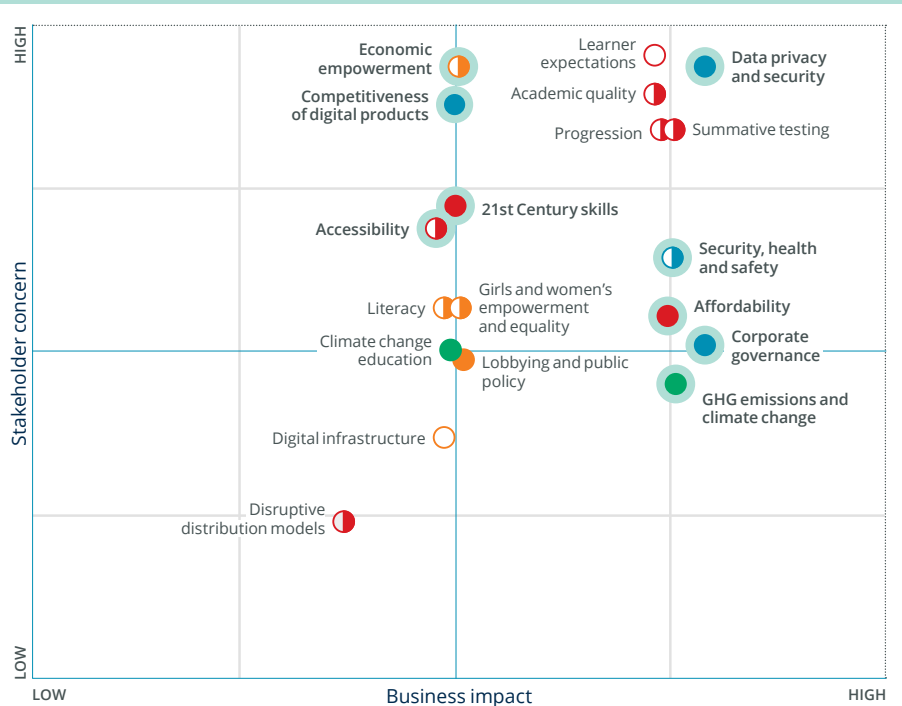 HIGH
Economic
empowerment
Learner
expectations
Data privacy
and security
Competitiveness
of digital products
Academic quality
Progression
Summative testing
21st Century skills
Accessibility
Security, health
and safety
Literacy
Girls and women’s
empowerment
and equality
Affordability
Climate change
education
Corporate
governance
Lobbying and public
policy
GHG emissions and
climate change
Stakeholder concern
Digital infrastructure
Disruptive
distribution models
LOW
LOW
Business impact
HIGH